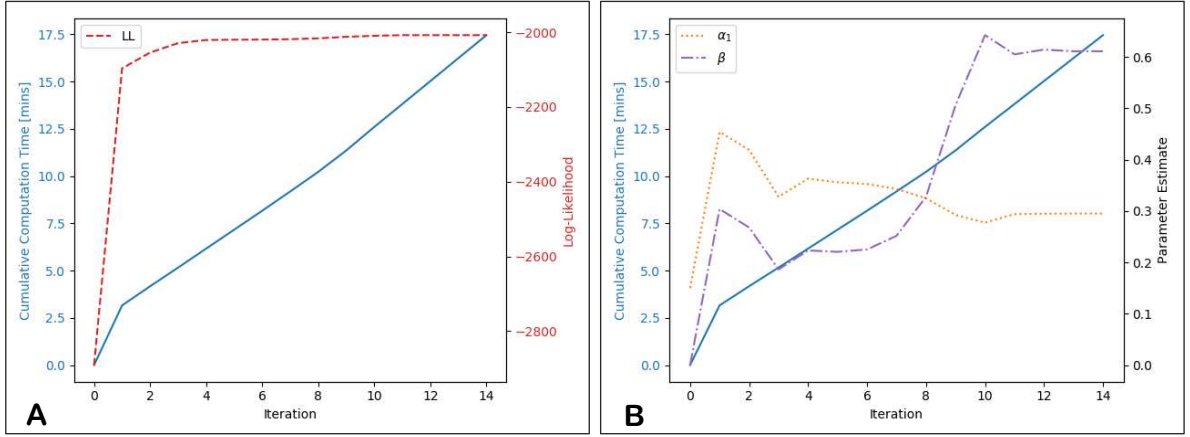 LL
17.5
15.0
12.5
10.0
7.5
5.0
2.5
0.0
Cumulative Computation Time [mins]
−2000
−2200
−2400
−2600
−2800
Log-Likelihood
0 2 4 6 8 10 12 14
Iteration
A
α1
β
17.5
15.0
12.5
10.0
7.5
5.0
2.5
0.0
Cumulative Computation Time [mins]
0.6
0.5
0.4
0.3
0.2
0.1
0.0
Parameter Estimate
0 2 4 6 8 10 12 14
Iteration
B